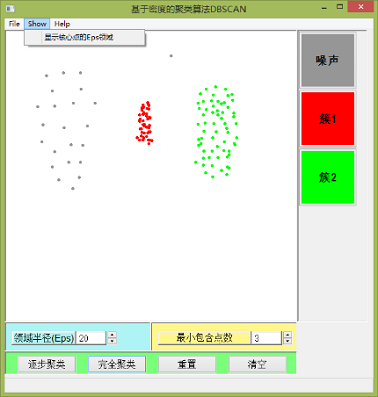 基于密度的聚类算法DBSCAN
File Show Help
显示核心点的Eps领域
噪声
簇1
簇2
领域半径(Eps) 20
最小包含点数 3
逐步聚类 完全聚类 重置 清空